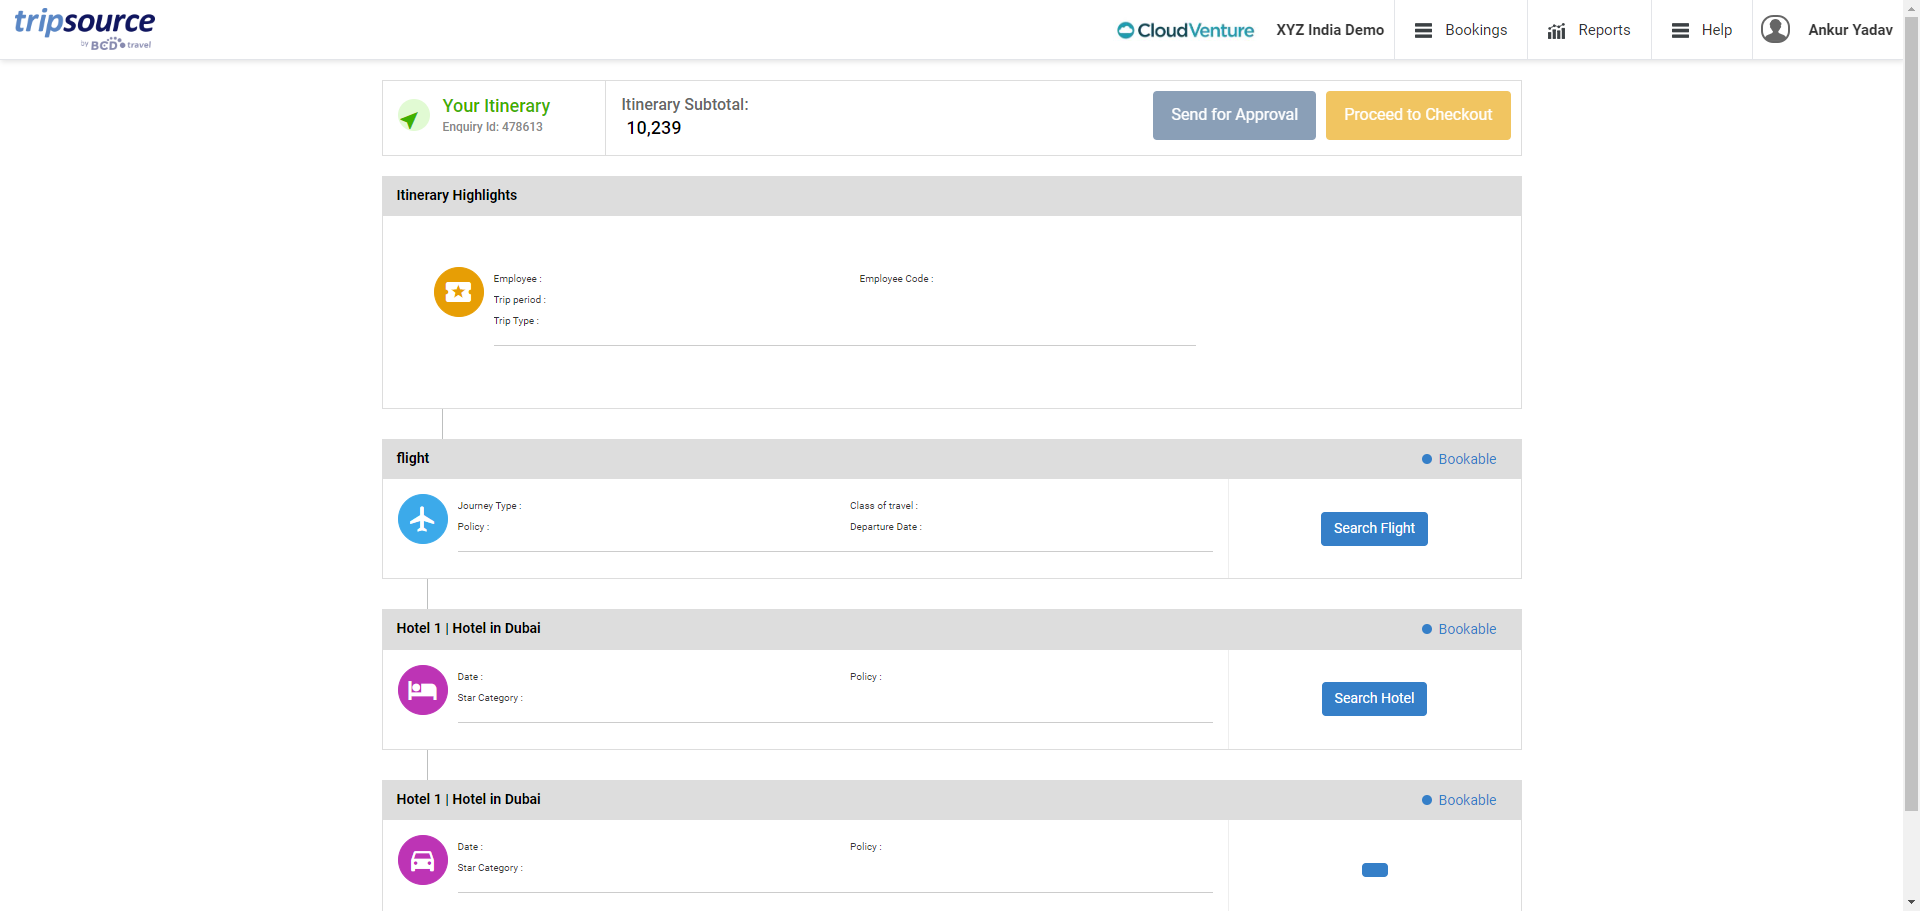 tripsource
by BCD travel
CloudVenture
XYZ India Demo
Bookings
Reports
Help
Ankur Yadav
Your Itinerary
Enquiry Id: 478613
Itinerary Subtotal:
10,239
Send for Approval
Proceed to Checkout
Itinerary Highlights
Employee :
Employee Code :
Trip period :
Trip Type :
flight
Bookable
Journey Type :
Class of travel :
Policy :
Departure Date :
Search Flight
Hotel 1 | Hotel in Dubai
Bookable
Date :
Policy :
Star Category :
Search Hotel
Hotel 1 | Hotel in Dubai
Bookable
Date :
Policy :
Star Category :